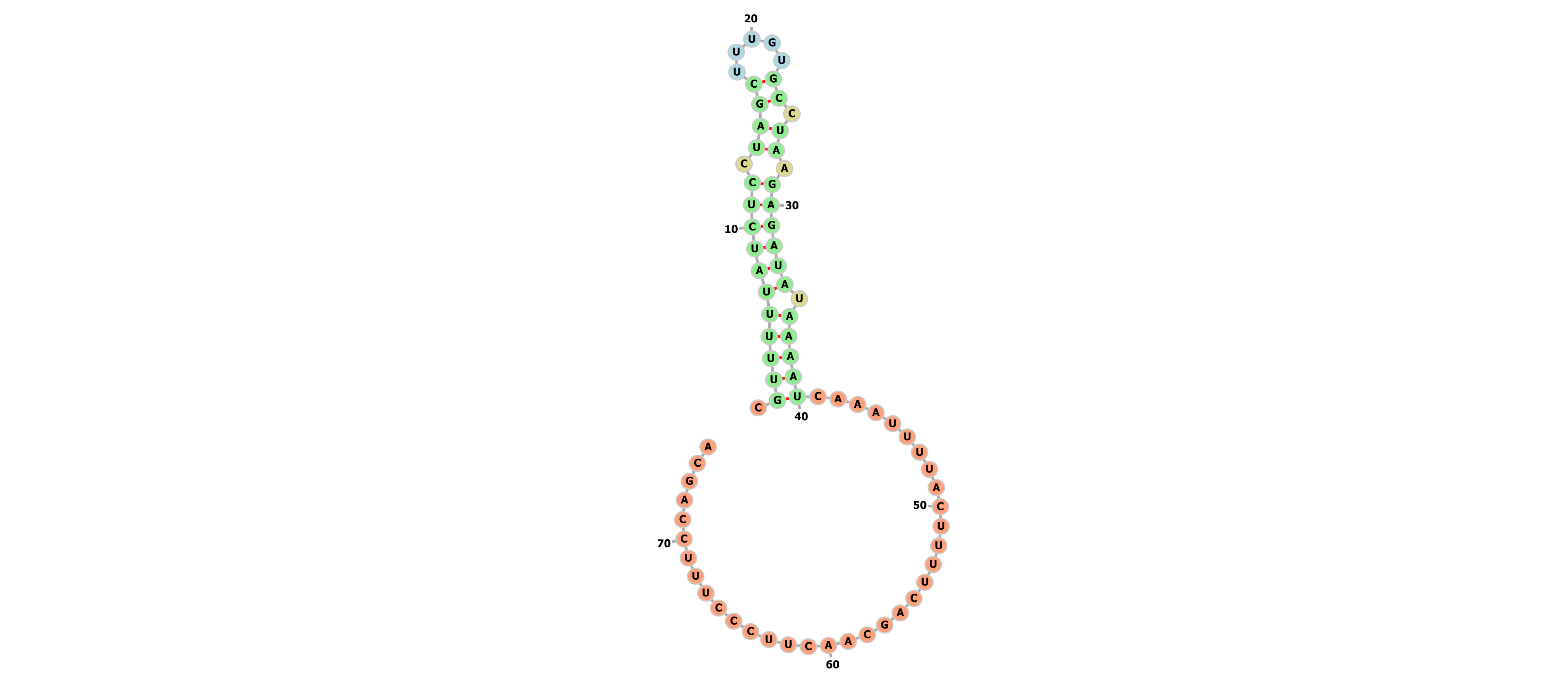 C G U U U U U A U C
10
U C C U A G C U U U
20
G U G C C U A A G A
30
G A U A U A A A A U
40
C A A A U U U U A C
50
U U U U C A G C A A
60
C U U C C C U U U C
70
C A G C A